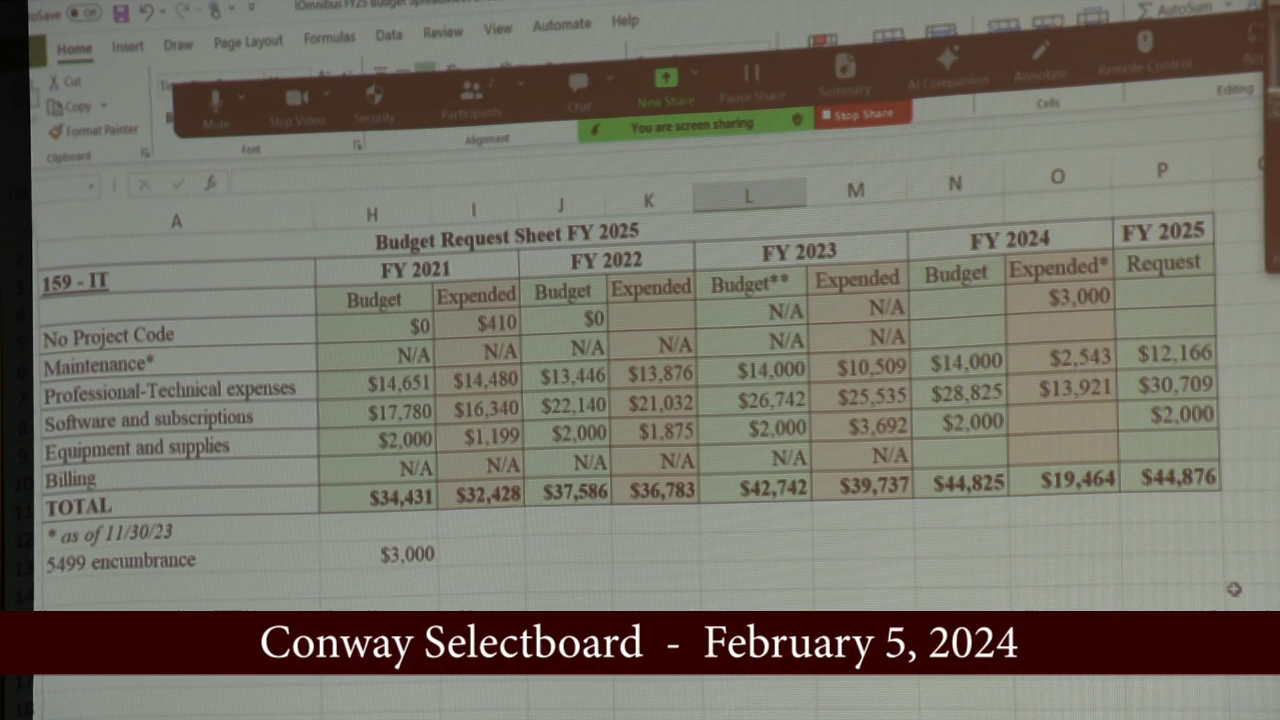 oSave Off Omnibus FY25 Budget
Home Insert Draw Page Layout Formulas Data Review View Automate Help
AutoSum
Cut
Copy
Format Painter
Clipboard Font Alignment Cells Editing
Mute Stop Video Security Participants 2 Chat New Share Pause Share Summary AI Companion Annotate Remote Control
You are screen sharing Stop Share
fx
A H I J K L M N O P
Budget Request Sheet FY 2025
159 - IT FY 2021 FY 2022 FY 2023 FY 2024 FY 2025
Budget Expended Budget Expended Budget** Expended Budget Expended* Request
No Project Code $0 $410 $0 N/A N/A $3,000
Maintenance* N/A N/A N/A N/A N/A N/A
Professional-Technical expenses $14,651 $14,480 $13,446 $13,876 $14,000 $10,509 $14,000 $2,543 $12,166
Software and subscriptions $17,780 $16,340 $22,140 $21,032 $26,742 $25,535 $28,825 $13,921 $30,709
Equipment and supplies $2,000 $1,199 $2,000 $1,875 $2,000 $3,692 $2,000 $2,000
Billing N/A N/A N/A N/A N/A N/A
TOTAL $34,431 $32,428 $37,586 $36,783 $42,742 $39,737 $44,825 $19,464 $44,876
* as of 11/30/23
5499 encumbrance $3,000
Conway Selectboard - February 5, 2024